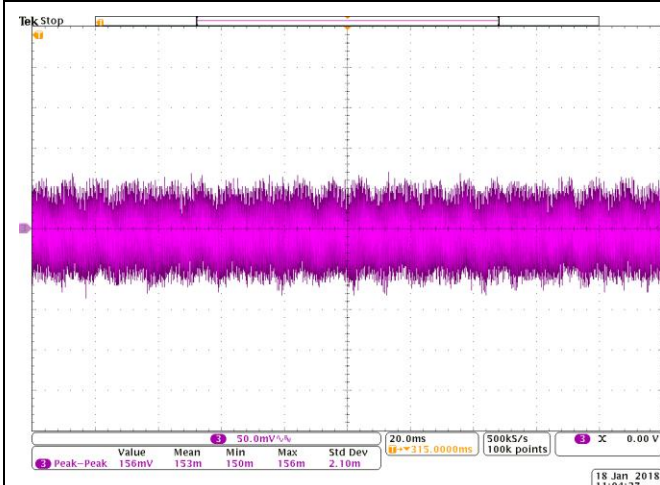 Tek Stop
T
T
3
3 50.0mV
20.0ms
T→▼315.0000ms
500kS/s
100k points
3 X 0.00 V
Value Mean Min Max Std Dev
3 Peak-Peak 156mV 153m 150m 156m 2.10m
18 Jan 2018